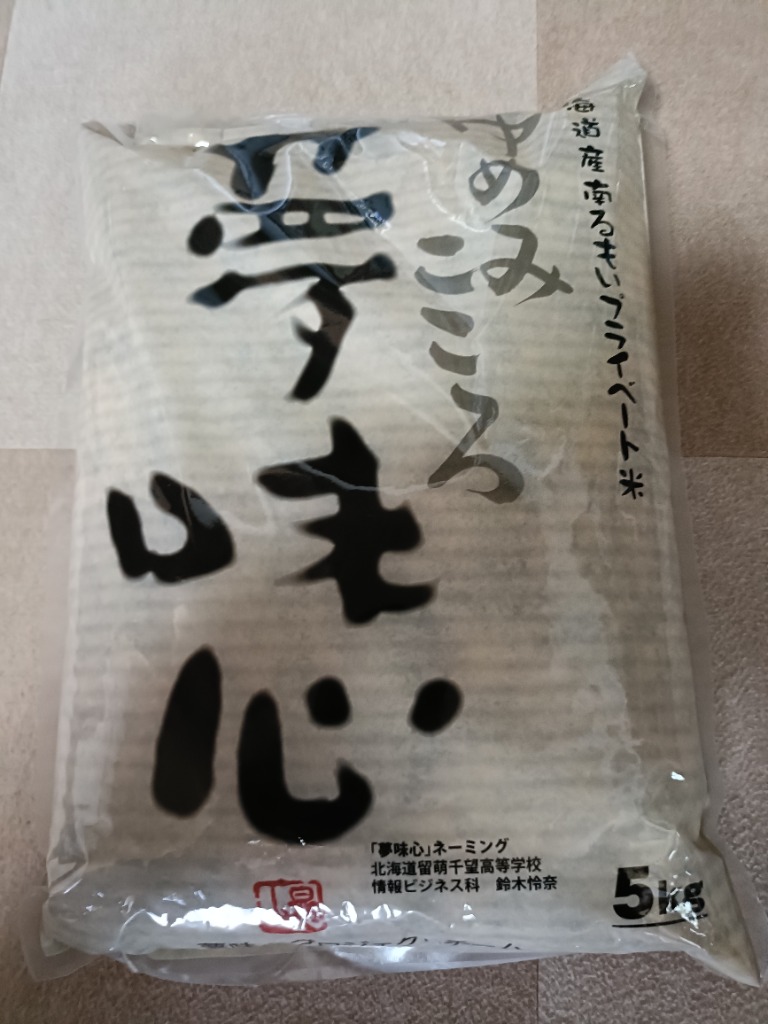 海道産南るもいプライベート米
ゆめみ
こころ
夢味心
「夢味心」ネーミング
北海道留萌千望高等学校
情報ビジネス科 鈴木怜奈
5kg